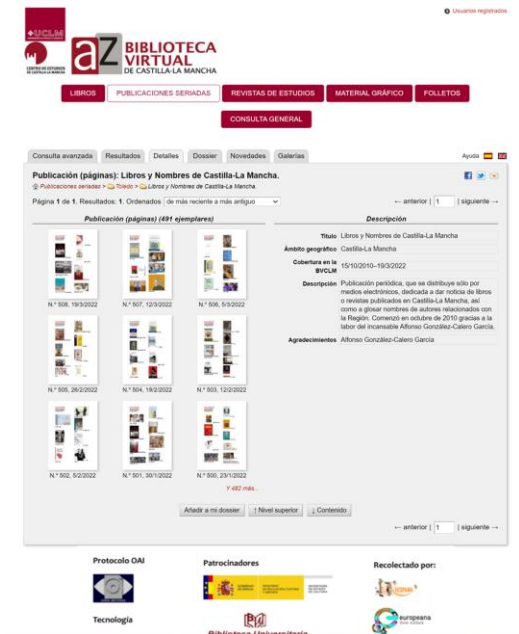 Usuarios registrados
+UCLM
CENTRO DE ESTUDIOS
DE CASTILLA-LA MANCHA
aZ BIBLIOTECA
VIRTUAL
DE CASTILLA-LA MANCHA
LIBROS PUBLICACIONES SERIADAS REVISTAS DE ESTUDIOS MATERIAL GRÁFICO FOLLETOS
CONSULTA GENERAL
Consulta avanzada Resultados Detalles Dossier Novedades Galerías Ayuda
Publicación (páginas): Libros y Nombres de Castilla-La Mancha.
Publicaciones seriadas > Toledo > Libros y Nombres de Castilla-La Mancha.
Página 1 de 1. Resultados: 1. Ordenados de más reciente a más antiguo ← anterior | 1 | siguiente →
Publicación (páginas) (491 ejemplares)
N.º 508, 19/3/2022 N.º 507, 12/3/2022 N.º 506, 5/3/2022
N.º 505, 26/2/2022 N.º 504, 19/2/2022 N.º 503, 12/2/2022
N.º 502, 5/2/2022 N.º 501, 30/1/2022 N.º 500, 23/1/2022
Y 482 más..
Descripción
Título Libros y Nombres de Castilla-La Mancha
Ámbito geográfico Castilla-La Mancha
Cobertura en la
BVCLM 15/10/2010–19/3/2022
Descripción Publicación periódica, que se distribuye sólo por
medios electrónicos, dedicada a dar noticia de libros
o revistas publicados en Castilla-La Mancha, así
como a glosar nombres de autores relacionados con
la Región. Comenzó en octubre de 2010 gracias a la
labor del incansable Alfonso González-Calero García.
Agradecimientos Alfonso González-Calero García
Añadir a mi dossier ↑ Nivel superior ↓ Contenido
← anterior | 1 | siguiente →
Protocolo OAI
Patrocinadores
Recolectado por:
Tecnología
Biblioteca Universitaria
europeana